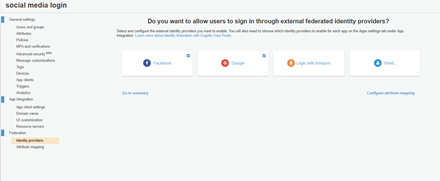 social media login
General settings
Users and groups
Attributes
Policies
MFA and verifications
Advanced security
Message customizations
Tags
Devices
App clients
Triggers
Analytics
App integration
App client settings
Domain name
UI customization
Resource servers
Federation
Identity providers
Attribute mapping
Do you want to allow users to sign in through external federated identity providers?
Select and configure the external identity providers you want to enable. You will also need to choose which identity providers to enable for each app on the Apps settings tab under App
integration. Learn more about identity federation with Cognito User Pools.
Facebook
Google
Login with Amazon
SAML
Go to summary
Configure attribute mapping